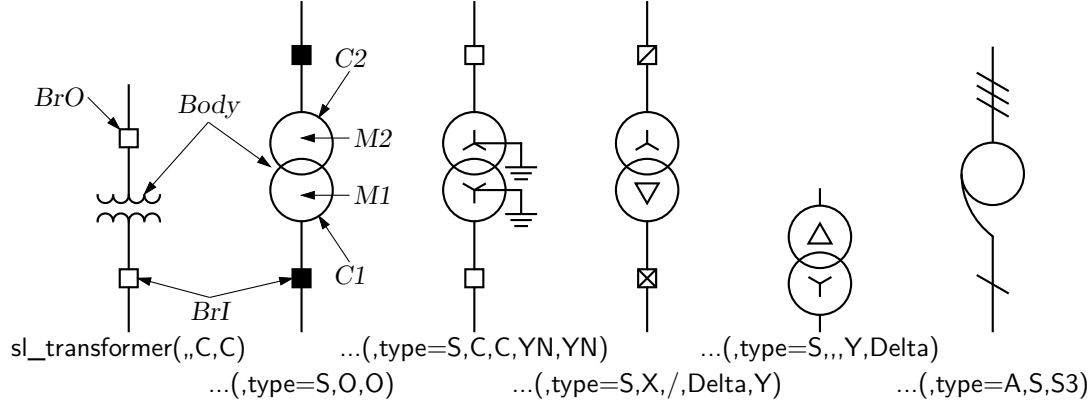 C2
BrO
Body
M2
M1
C1
BrI
sl_transformer(,,C,C)
...(,type=S,C,C,YN,YN)
...(,type=S,,,Y,Delta)
...(,type=S,O,O)
...(,type=S,X,/,Delta,Y)
...(,type=A,S,S3)